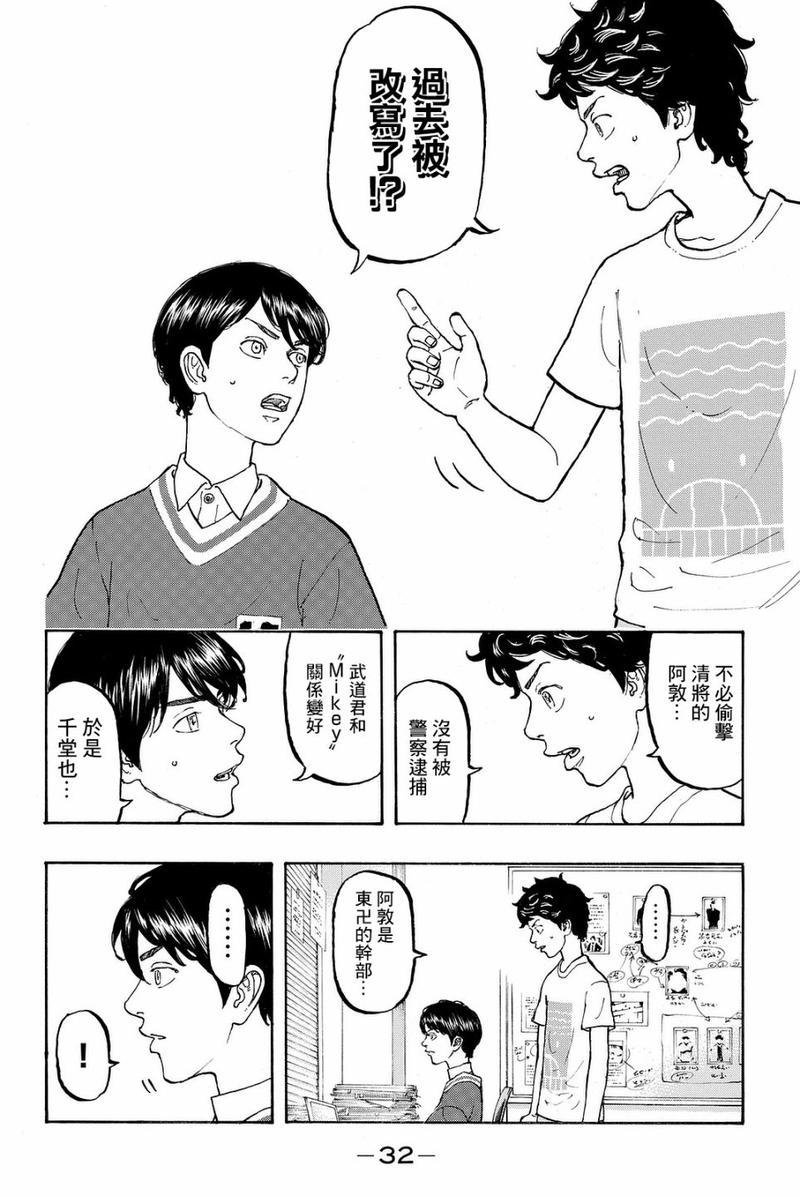 過去被
改寫了!?
不必偷擊
清將的
阿敦…
沒有被
警察逮捕
武道君和
“Mikey”
關係變好
於是
千堂也…
……
阿敦是
東卍的幹部…
……
!
—32—